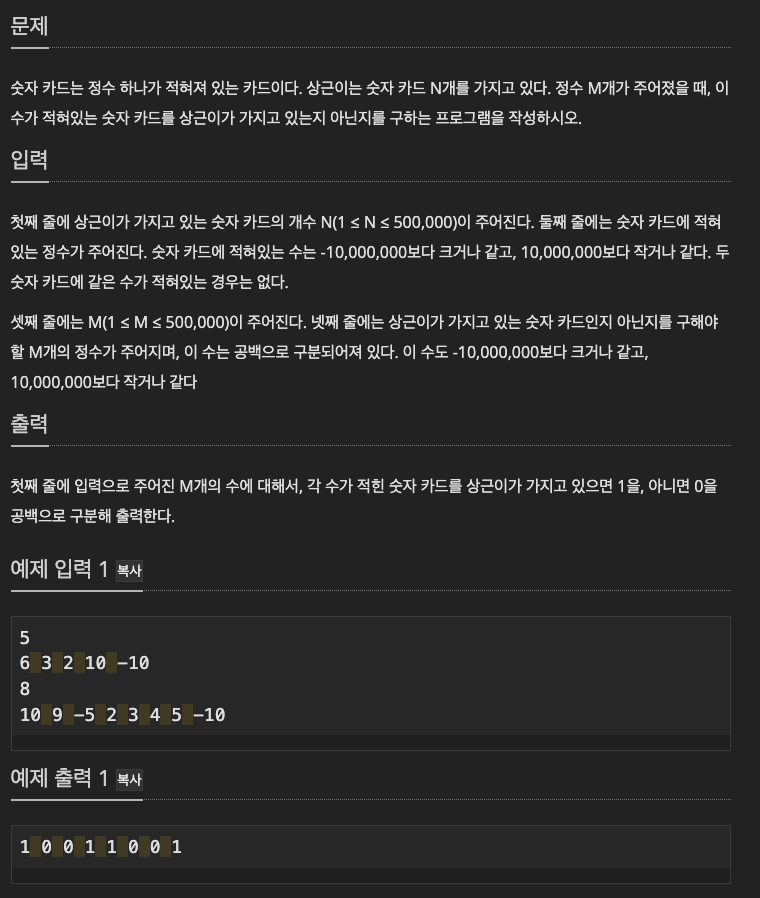 문제
숫자 카드는 정수 하나가 적혀져 있는 카드이다. 상근이는 숫자 카드 N개를 가지고 있다. 정수 M개가 주어졌을 때, 이
수가 적혀있는 숫자 카드를 상근이가 가지고 있는지 아닌지를 구하는 프로그램을 작성하시오.
입력
첫째 줄에 상근이가 가지고 있는 숫자 카드의 개수 N(1 ≤ N ≤ 500,000)이 주어진다. 둘째 줄에는 숫자 카드에 적혀
있는 정수가 주어진다. 숫자 카드에 적혀있는 수는 -10,000,000보다 크거나 같고, 10,000,000보다 작거나 같다. 두
숫자 카드에 같은 수가 적혀있는 경우는 없다.
셋째 줄에는 M(1 ≤ M ≤ 500,000)이 주어진다. 넷째 줄에는 상근이가 가지고 있는 숫자 카드인지 아닌지를 구해야
할 M개의 정수가 주어지며, 이 수는 공백으로 구분되어져 있다. 이 수도 -10,000,000보다 크거나 같고,
10,000,000보다 작거나 같다
출력
첫째 줄에 입력으로 주어진 M개의 수에 대해서, 각 수가 적힌 숫자 카드를 상근이가 가지고 있으면 1을, 아니면 0을
공백으로 구분해 출력한다.
예제 입력 1 복사
5
6 3 2 10 -10
8
10 9 -5 2 3 4 5 -10
예제 출력 1 복사
1 0 0 1 1 0 0 1